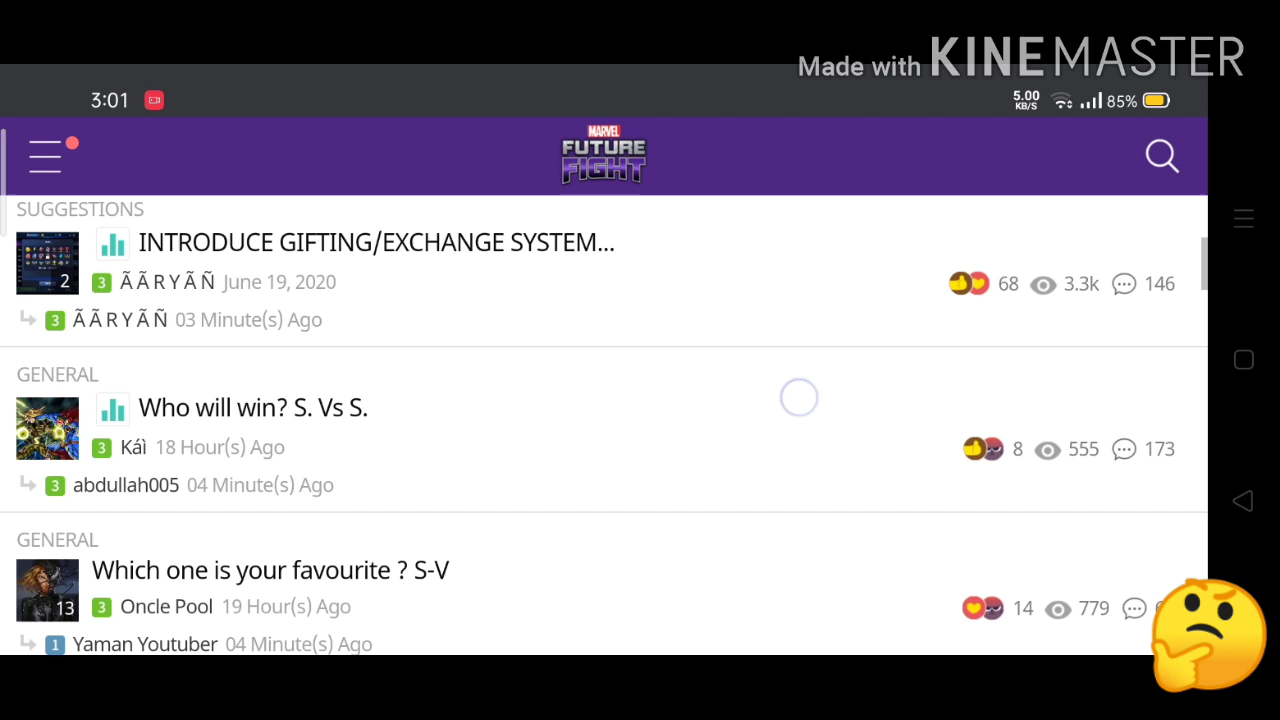 Made with KINEMASTER
3:01 5.00 KB/S 85%
MARVEL FUTURE FIGHT
SUGGESTIONS
INTRODUCE GIFTING/EXCHANGE SYSTEM...
2 3 ÃÃRYÃÑ June 19, 2020 68 3.3k 146
3 ÃÃRYÃÑ 03 Minute(s) Ago
GENERAL
Who will win? S. Vs S.
3 Káì 18 Hour(s) Ago 8 555 173
3 abdullah005 04 Minute(s) Ago
GENERAL
Which one is your favourite ? S-V
13 3 Oncle Pool 19 Hour(s) Ago 14 779
1 Yaman Youtuber 04 Minute(s) Ago